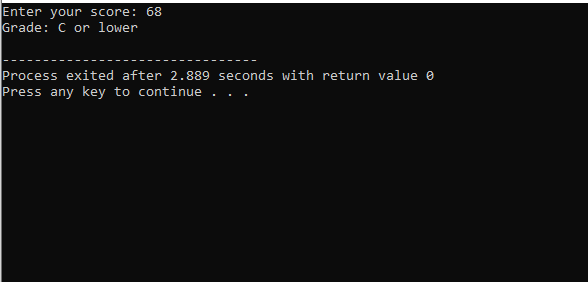 Enter your score: 68
Grade: C or lower
--------------------------------
Process exited after 2.889 seconds with return value 0
Press any key to continue . . .